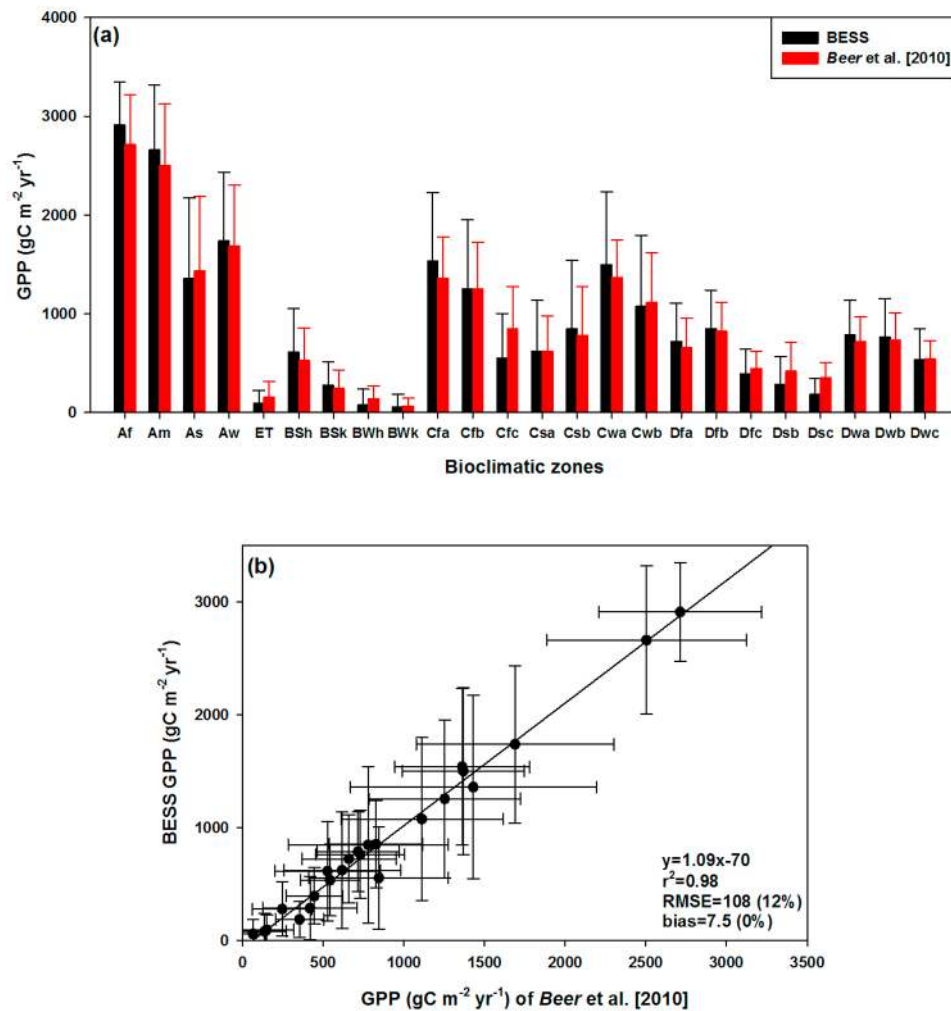 (a)
BESS
Beer et al. [2010]
4000
3000
2000
1000
0
GPP (gC m⁻² yr⁻¹)
Af Am As Aw ET BSh BSk BWh BWk Cfa Cfb Cfc Csa Csb Cwa Cwb Dfa Dfb Dfc Dsb Dsc Dwa Dwb Dwc
Bioclimatic zones
(b)
3000
2000
1000
0
BESS GPP (gC m⁻² yr⁻¹)
y=1.09x-70
r²=0.98
RMSE=108 (12%)
bias=7.5 (0%)
0 500 1000 1500 2000 2500 3000 3500
GPP (gC m⁻² yr⁻¹) of Beer et al. [2010]